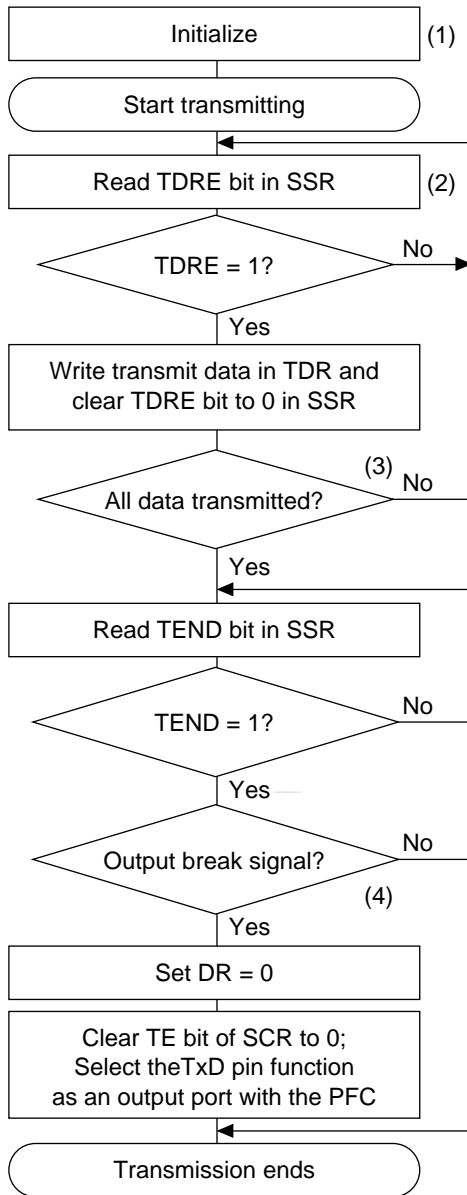 Initialize
(1)
Start transmitting
Read TDRE bit in SSR
(2)
TDRE = 1?
No
Yes
Write transmit data in TDR and
clear TDRE bit to 0 in SSR
(3)
All data transmitted?
No
Yes
Read TEND bit in SSR
TEND = 1?
No
Yes
Output break signal?
No
(4)
Yes
Set DR = 0
Clear TE bit of SCR to 0;
Select theTxD pin function
as an output port with the PFC
Transmission ends